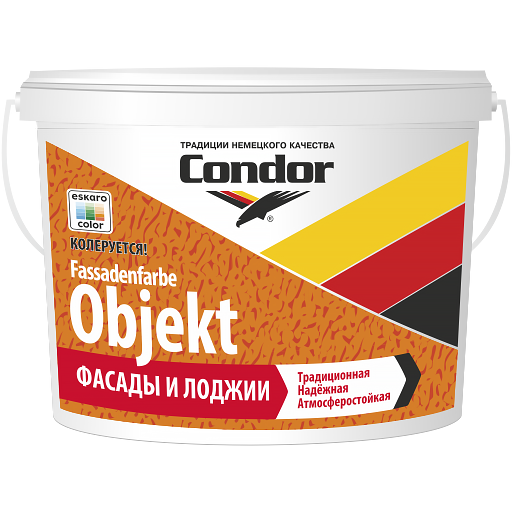 ТРАДИЦИИ НЕМЕЦКОГО КАЧЕСТВА
Condor
®
eskaro
color
КОЛЕРУЕТСЯ!
Fassadenfarbe
Objekt
ФАСАДЫ И ЛОДЖИИ
Традиционная
Надёжная
Атмосферостойкая